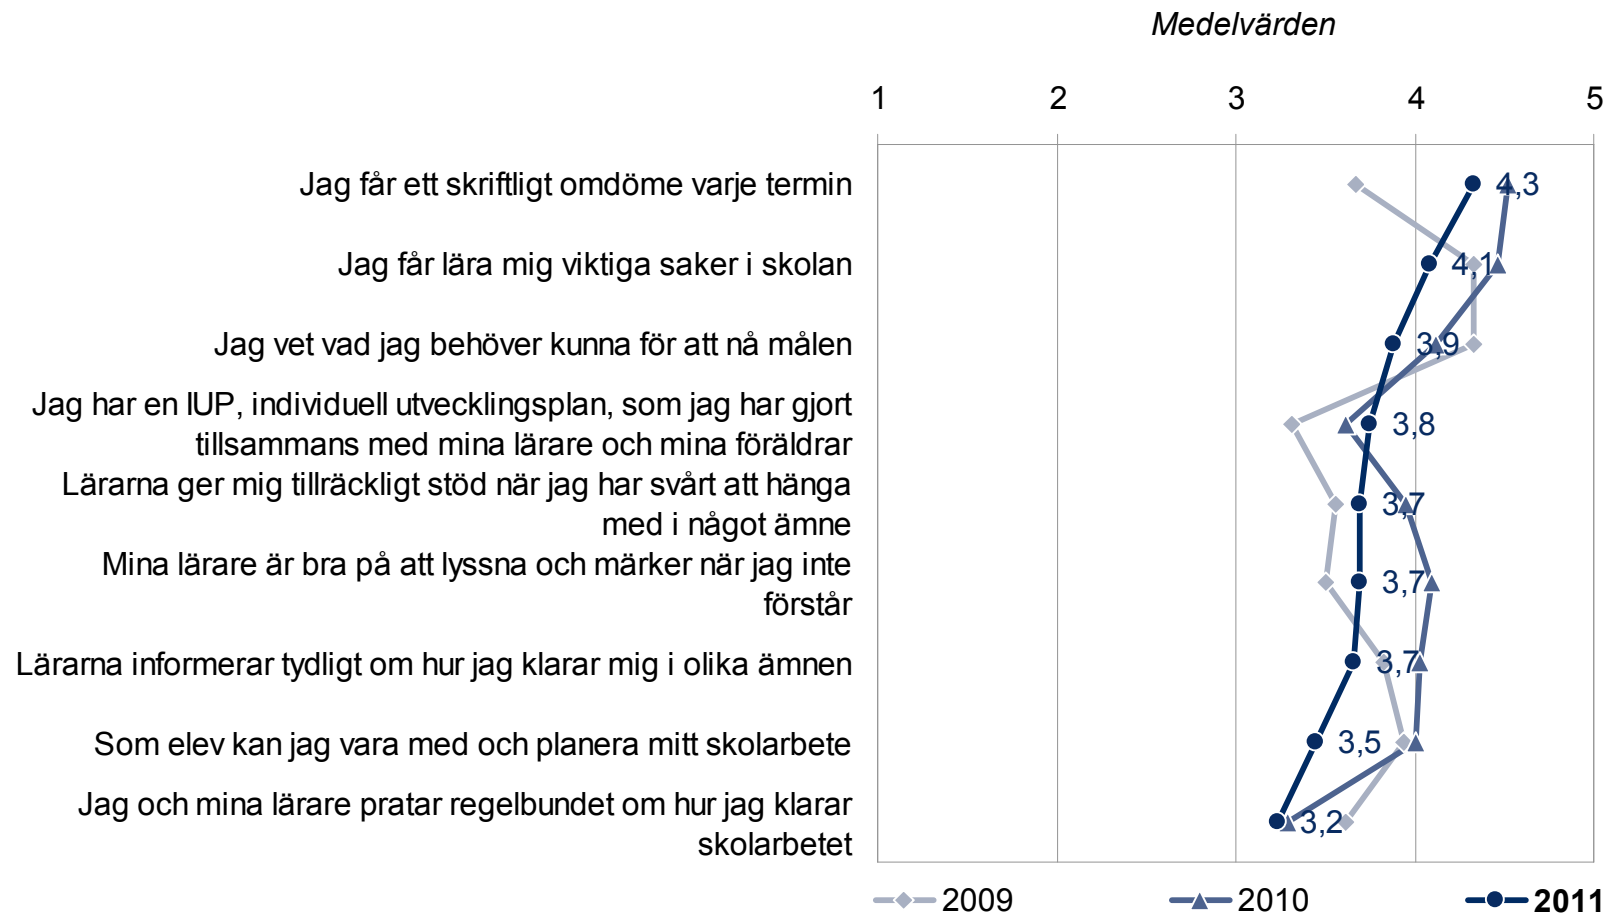 Medelvärden
1 2 3 4 5
Jag får ett skriftligt omdöme varje termin 4,3
Jag får lära mig viktiga saker i skolan 4,1
Jag vet vad jag behöver kunna för att nå målen 3,9
Jag har en IUP, individuell utvecklingsplan, som jag har gjort
tillsammans med mina lärare och mina föräldrar 3,8
Lärarna ger mig tillräckligt stöd när jag har svårt att hänga
med i något ämne 3,7
Mina lärare är bra på att lyssna och märker när jag inte
förstår 3,7
Lärarna informerar tydligt om hur jag klarar mig i olika ämnen 3,7
Som elev kan jag vara med och planera mitt skolarbete 3,5
Jag och mina lärare pratar regelbundet om hur jag klarar
skolarbetet 3,2
2009 2010 2011